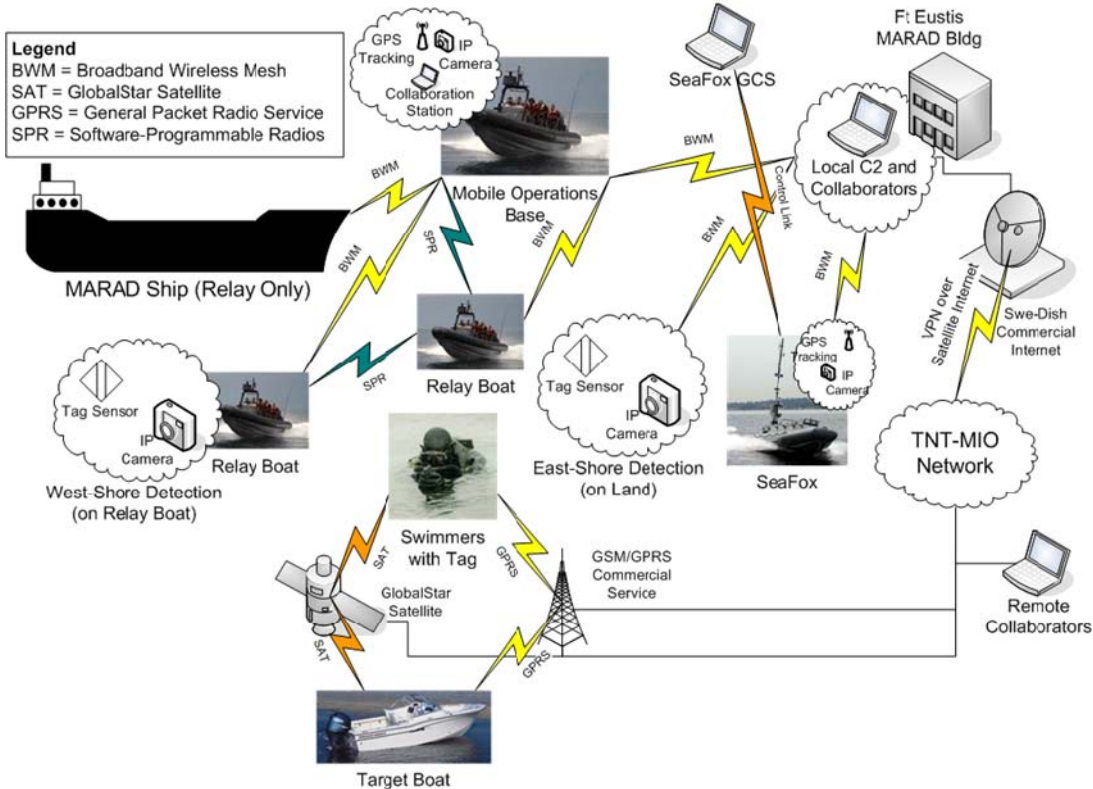 Legend
BWM = Broadband Wireless Mesh
SAT = GlobalStar Satellite
GPRS = General Packet Radio Service
SPR = Software-Programmable Radios
GPS
Tracking
IP
Camera
Collaboration
Station
SeaFox GCS
Ft Eustis
MARAD Bldg
BWM
BWM
Mobile Operations
Base
Local C2 and
Collaborators
Control Link
BWM
SPR
BWM
BWM
BWM
MARAD Ship (Relay Only)
VPN over
Satellite Internet
Swe-Dish
Commercial
Internet
GPS
Tracking
IP
Camera
Tag Sensor
IP
Camera
SPR
Relay Boat
Relay Boat
Tag Sensor
IP
Camera
TNT-MIO
Network
West-Shore Detection
(on Relay Boat)
East-Shore Detection
(on Land)
SeaFox
Swimmers
with Tag
SAT
GPRS
GSM/GPRS
Commercial
Service
GlobalStar
Satellite
Remote
Collaborators
SAT
GPRS
Target Boat